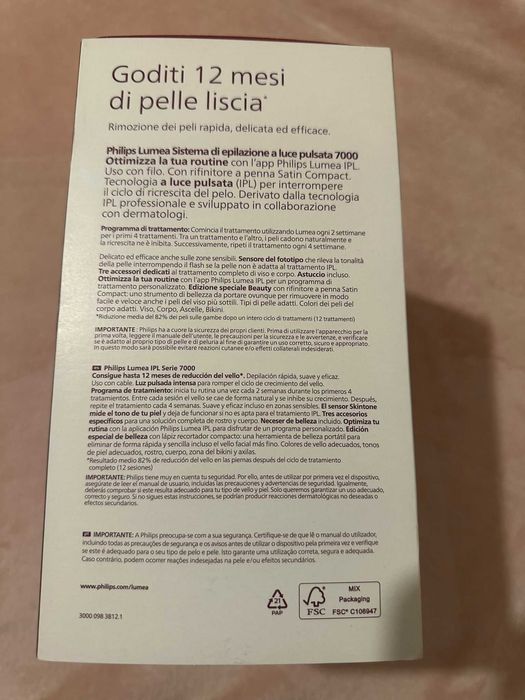 Goditi 12 mesi
di pelle liscia*
Rimozione dei peli rapida, delicata ed efficace.
Philips Lumea Sistema di epilazione a luce pulsata 7000
Ottimizza la tua routine con l'app Philips Lumea IPL.
Uso con filo. Con rifinitore a penna Satin Compact.
Tecnologia a luce pulsata (IPL) per interrompere
il ciclo di ricrescita del pelo. Derivato dalla tecnologia
IPL professionale e sviluppato in collaborazione
con dermatologi.
Programma di trattamento: Comincia il trattamento utilizzando Lumea ogni 2 settimane
per i primi 4 trattamenti. Tra un trattamento e l'altro, i peli cadono naturalmente e
la ricrescita ne è inibita. Successivamente, ripeti il trattamento ogni 4 settimane.
Delicato ed efficace anche sulle zone sensibili. Sensore del fototipo che rileva la tonalità
della pelle interrompendo il flash se la pelle non è adatta al trattamento IPL.
Tre accessori dedicati al trattamento completo di viso e corpo. Astuccio incluso.
Ottimizza la tua routine con l'app Philips Lumea IPL per un programma di
trattamento personalizzato. Edizione speciale Beauty con rifinitore a penna Satin
Compact: uno strumento di bellezza da portare ovunque per rimuovere in modo
facile e veloce anche i peli del viso più sottili. Tipi di pelle adatti. Colori dei peli del
corpo adatti. Viso, Corpo, Ascelle, Bikini.
*Riduzione media del 82% dei peli sulle gambe dopo un intero ciclo di trattamenti (12 trattamenti)
IMPORTANTE: Philips ha a cuore la sicurezza dei propri clienti. Prima di utilizzare l'apparecchio per la
prima volta, leggere il manuale dell'utente, le precauzioni per la sicurezza e le avvertenze, e verificare
se è adatto al proprio tipo di pelle e di peluria al fine di garantire un uso corretto, sicuro e appropriato.
In questo modo sarà possibile evitare reazioni cutanee e/o effetti collaterali indesiderati.
ES Philips Lumea IPL Serie 7000
Consigue hasta 12 meses de reducción del vello*. Depilación rápida, suave y eficaz.
Uso con cable. Luz pulsada intensa para romper el ciclo de crecimiento del vello.
Programa de tratamiento: inicia tu rutina una vez cada 2 semanas durante los primeros 4
tratamientos. Entre cada sesión el vello se cae de forma natural y se inhibe su crecimiento. Después,
repite el tratamiento cada 4 semanas. Suave y eficaz incluso en zonas sensibles. El sensor Skintone
mide el tono de tu piel y deja de funcionar si no es apta para el tratamiento IPL. Tres accesorios
específicos para una solución completa de rostro y cuerpo. Neceser de belleza incluido. Optimiza tu
rutina con la aplicación Philips Lumea IPL para disfrutar de un programa personalizado. Edición
especial de belleza con lápiz recortador compacto: una herramienta de belleza portátil para
eliminar de forma rápida y sencilla incluso el vello facial más fino. Colores de vello adecuados, tonos
de piel adecuados, rostro, cuerpo, zona del bikini y axilas.
*Resultado medio 82% de reducción del vello en las piernas después del ciclo de tratamiento
completo (12 sesiones)
IMPORTANTE: Philips tiene muy en cuenta tu seguridad. Por ello, antes de utilizar por primera vez el dispositivo,
asegúrate de leer el manual de usuario, incluidas las precauciones y advertencias de seguridad. Igualmente,
deberás comprobar si este resulta adecuado para tu tipo de vello y piel. Solo queremos garantizar un uso adecuado,
correcto y seguro. Si no sigues estas instrucciones, se podrían producir reacciones dermatológicas no deseadas o
efectos secundarios.
PT IMPORTANTE: A Philips preocupa-se com a sua segurança. Certifique-se de que lê o manual do utilizador,
incluindo todas as precauções de segurança e os avisos antes de utilizar o dispositivo pela primeira vez e verifique
se este é adequado para o seu tipo de pelo e pele. Isto garante uma utilização correta, segura e adequada.
Caso contrário, podem ocorrer reações indesejadas na pele e/ou efeitos secundários.
www.philips.com/lumea
3000 098 3812.1
21
PAP
FSC
MIX
Packaging
FSC® C106947